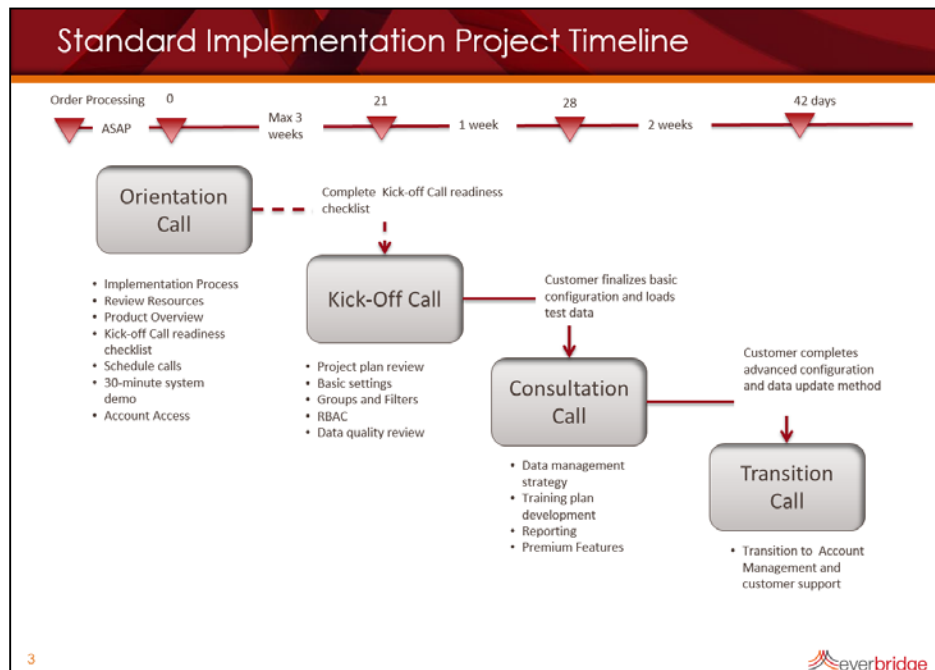 Standard Implementation Project Timeline
Order Processing
0
21
28
42 days
ASAP
Max 3
weeks
1 week
2 weeks
Orientation
Call
Complete Kick-off Call readiness
checklist
• Implementation Process
• Review Resources
• Product Overview
• Kick-off Call readiness
checklist
• Schedule calls
• 30-minute system
demo
• Account Access
Kick-Off Call
Customer finalizes basic
configuration and loads
test data
• Project plan review
• Basic settings
• Groups and Filters
• RBAC
• Data quality review
Consultation
Call
Customer completes
advanced configuration
and data update method
• Data management
strategy
• Training plan
development
• Reporting
• Premium Features
Transition
Call
• Transition to Account
Management and
customer support
3
everbridge